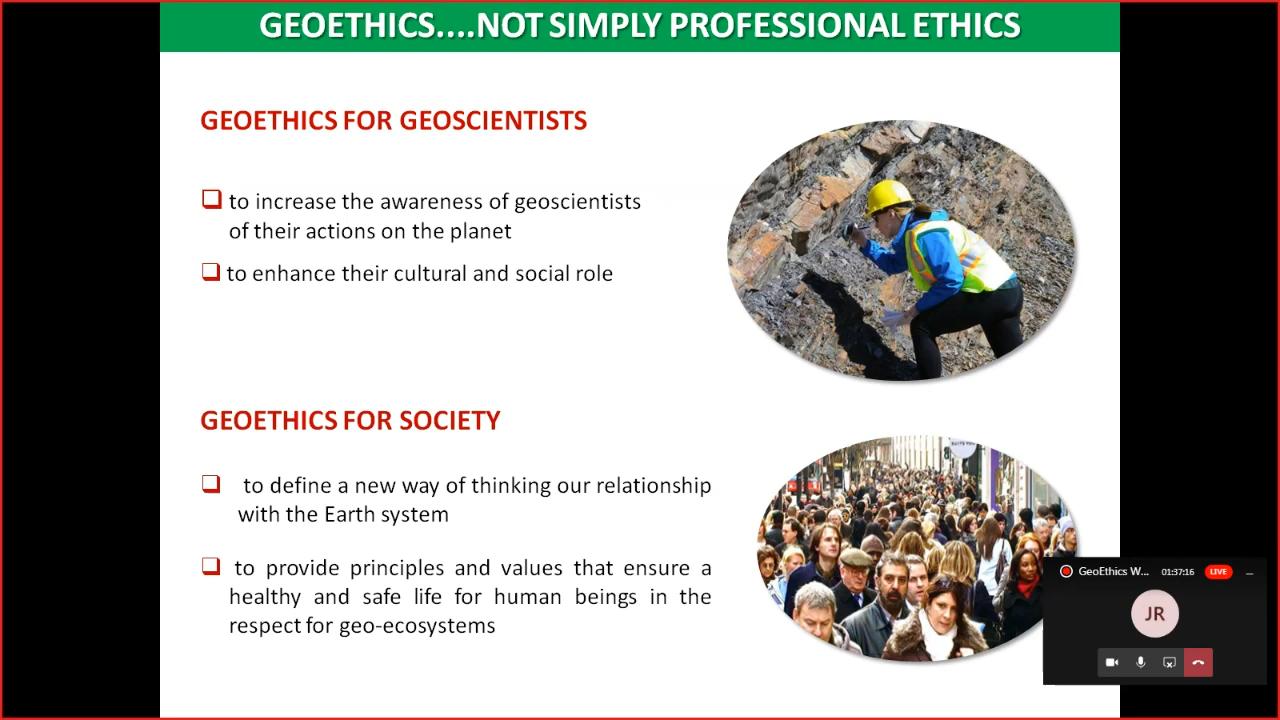 GEOETHICS....NOT SIMPLY PROFESSIONAL ETHICS
GEOETHICS FOR GEOSCIENTISTS
to increase the awareness of geoscientists
of their actions on the planet
to enhance their cultural and social role
GEOETHICS FOR SOCIETY
to define a new way of thinking our relationship
with the Earth system
to provide principles and values that ensure a
healthy and safe life for human beings in the
respect for geo-ecosystems
GeoEthics W... 01:37:16 LIVE
JR